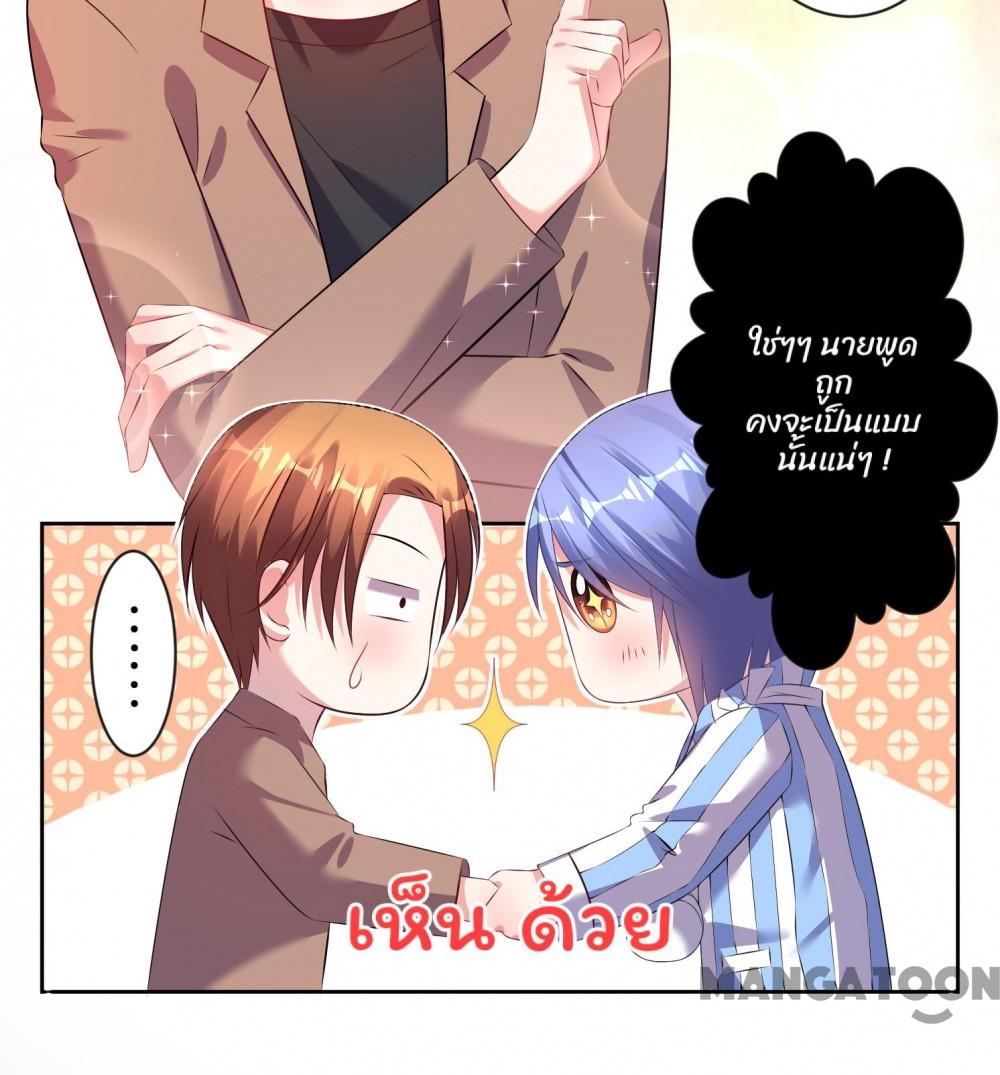 ใช่ๆๆ นายพูด
ถูก
คงจะเป็นแบบ
นั้นแน่ๆ !
......
เห็น ด้วย
MANGATOON